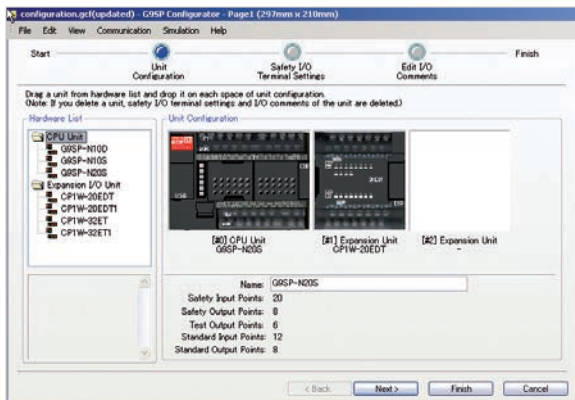 configuration.gcf(updated) - G9SP Configurator - Page1 (297mm x 210mm)
File Edit View Communication Simulation Help
Start
Unit Configuration
Safety I/O Terminal Settings
Edit I/O Comments
Finish
Drag a unit from hardware list and drop it on each space of unit configuration.
(Note: If you delete a unit, safety I/O terminal settings and I/O comments of the unit are deleted.)
Hardware List
CPU Unit
G9SP-N10D
G9SP-N10S
G9SP-N20S
Expansion I/O Unit
CP1W-20EDT
CP1W-20EDT1
CP1W-32ET
CP1W-32ET1
Unit Configuration
[#0] CPU Unit
G9SP-N20S
[#1] Expansion Unit
CP1W-20EDT
[#2] Expansion Unit
-
Name: G9SP-N20S
Safety Input Points: 20
Safety Output Points: 8
Test Output Points: 6
Standard Input Points: 12
Standard Output Points: 8
< Back
Next >
Finish
Cancel